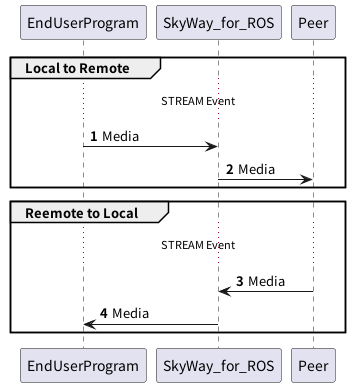 EndUserProgram SkyWay_for_ROS Peer
Local to Remote
STREAM Event
1 Media
2 Media
Reemote to Local
STREAM Event
3 Media
4 Media
EndUserProgram SkyWay_for_ROS Peer